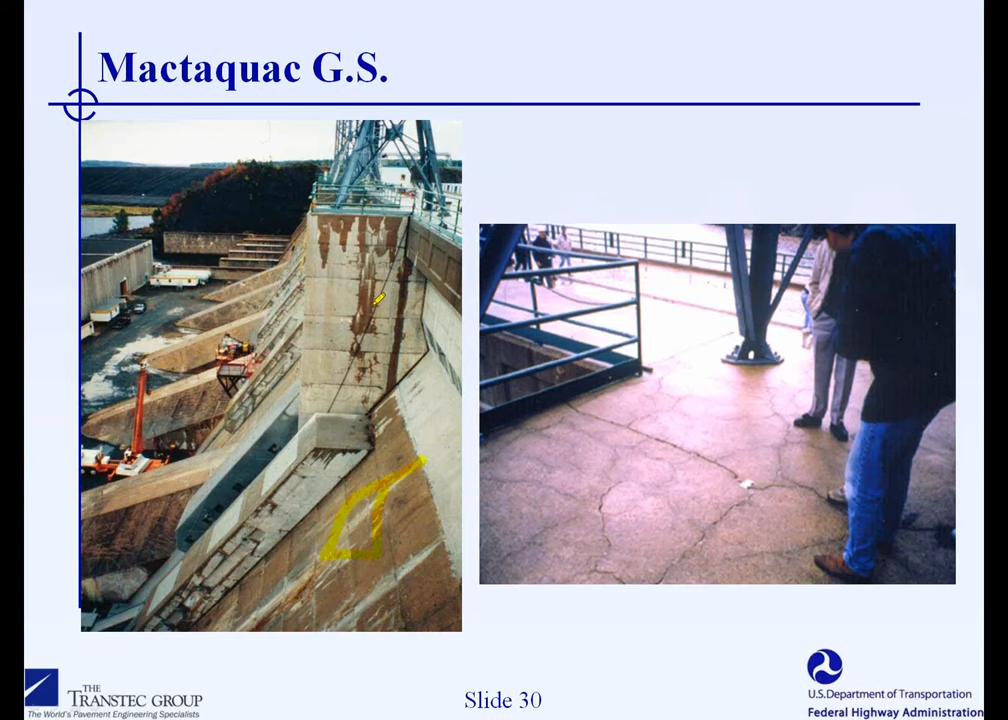 Mactaquac G.S.
THE
TRANSTEC GROUP
The World's Pavement Engineering Specialists
Slide 30
U.S.Department of Transportation
Federal Highway Administration